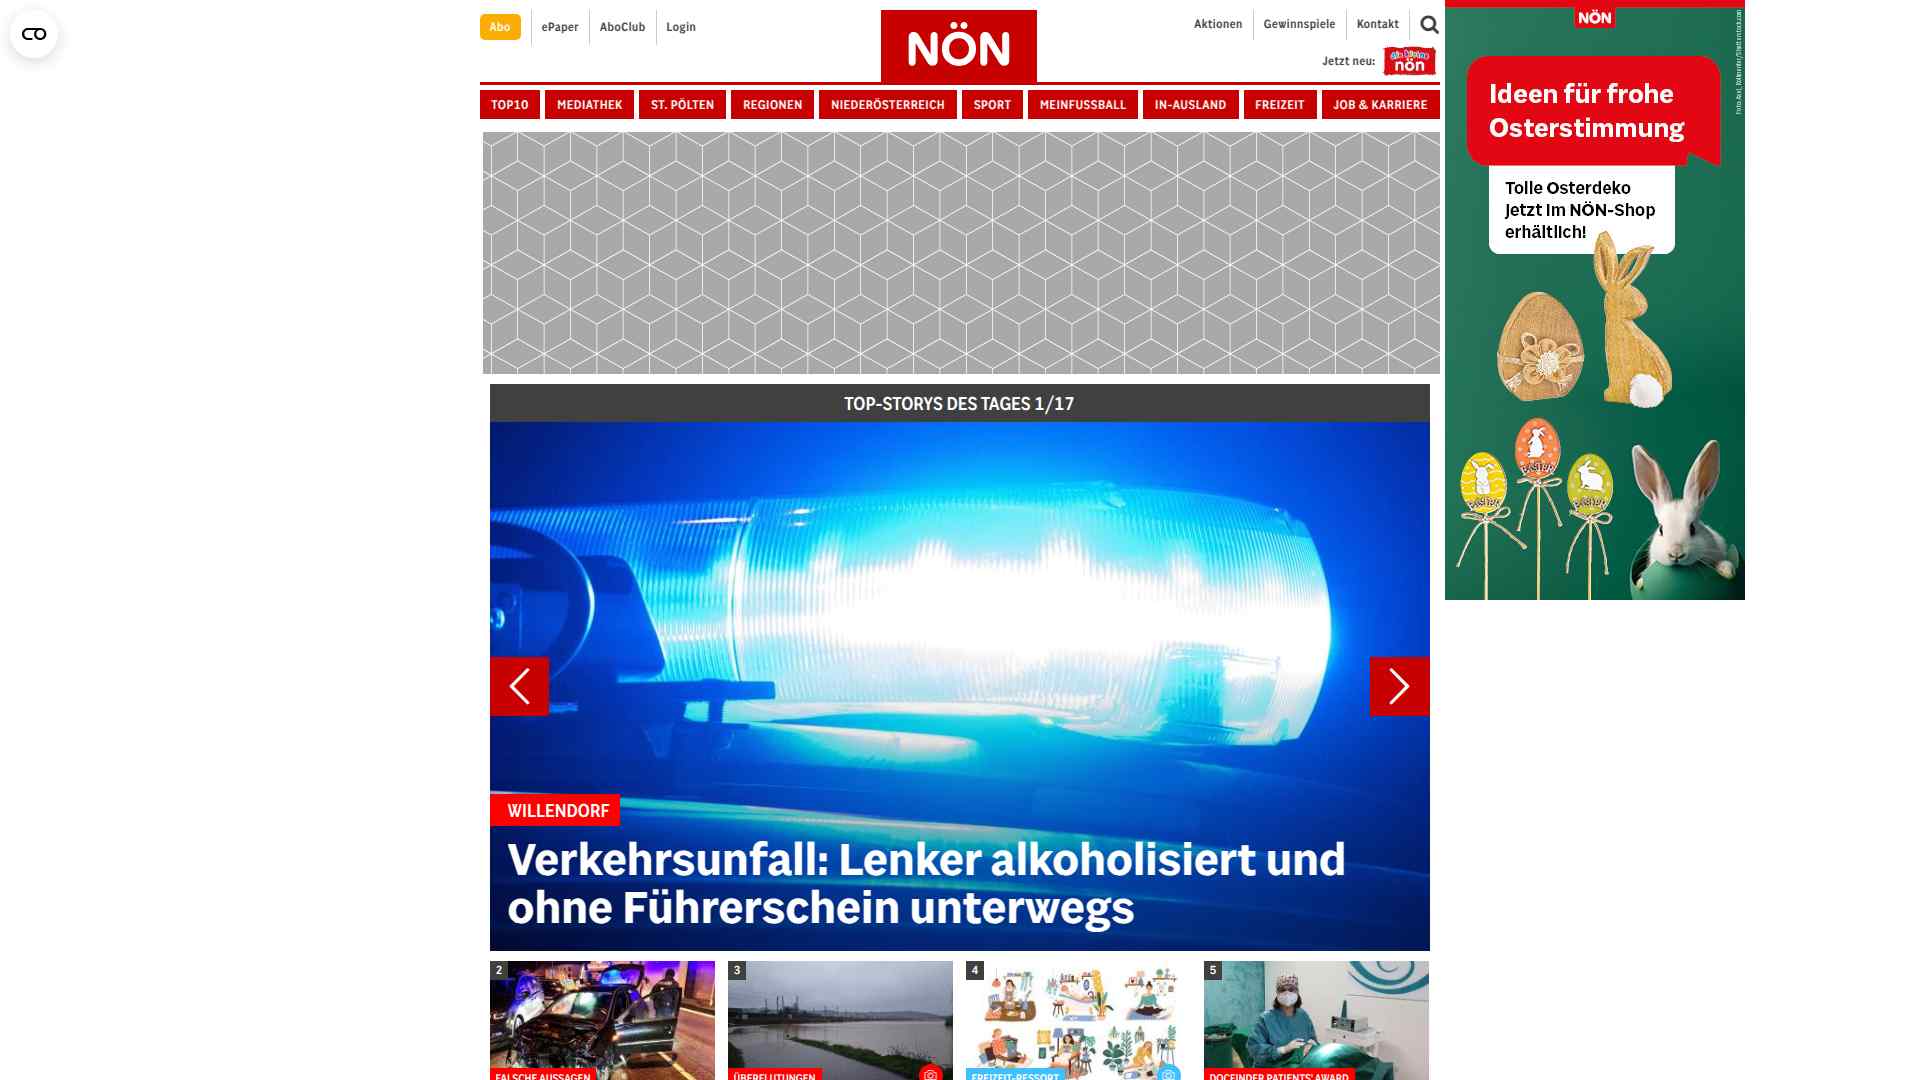 Abo
ePaper
AboClub
Login
NÖN
Aktionen
Gewinnspiele
Kontakt
Jetzt neu:
die kleine
nön
TOP10
MEDIATHEK
ST. PÖLTEN
REGIONEN
NIEDERÖSTERREICH
SPORT
MEINFUSSBALL
IN-AUSLAND
FREIZEIT
JOB & KARRIERE
NÖN
Ideen für frohe
Osterstimmung
Tolle Osterdeko
jetzt im NÖN-Shop
erhältlich!
EASTER
EASTER
EASTER
TOP-STORYS DES TAGES 1/17
WILLENDORF
Verkehrsunfall: Lenker alkoholisiert und
ohne Führerschein unterwegs
2
FALSCHE AUSSAGEN
3
ÜBERFLUTUNGEN
4
FREIZEIT-RESSORT
5
DOCFINDER PATIENTS' AWARD